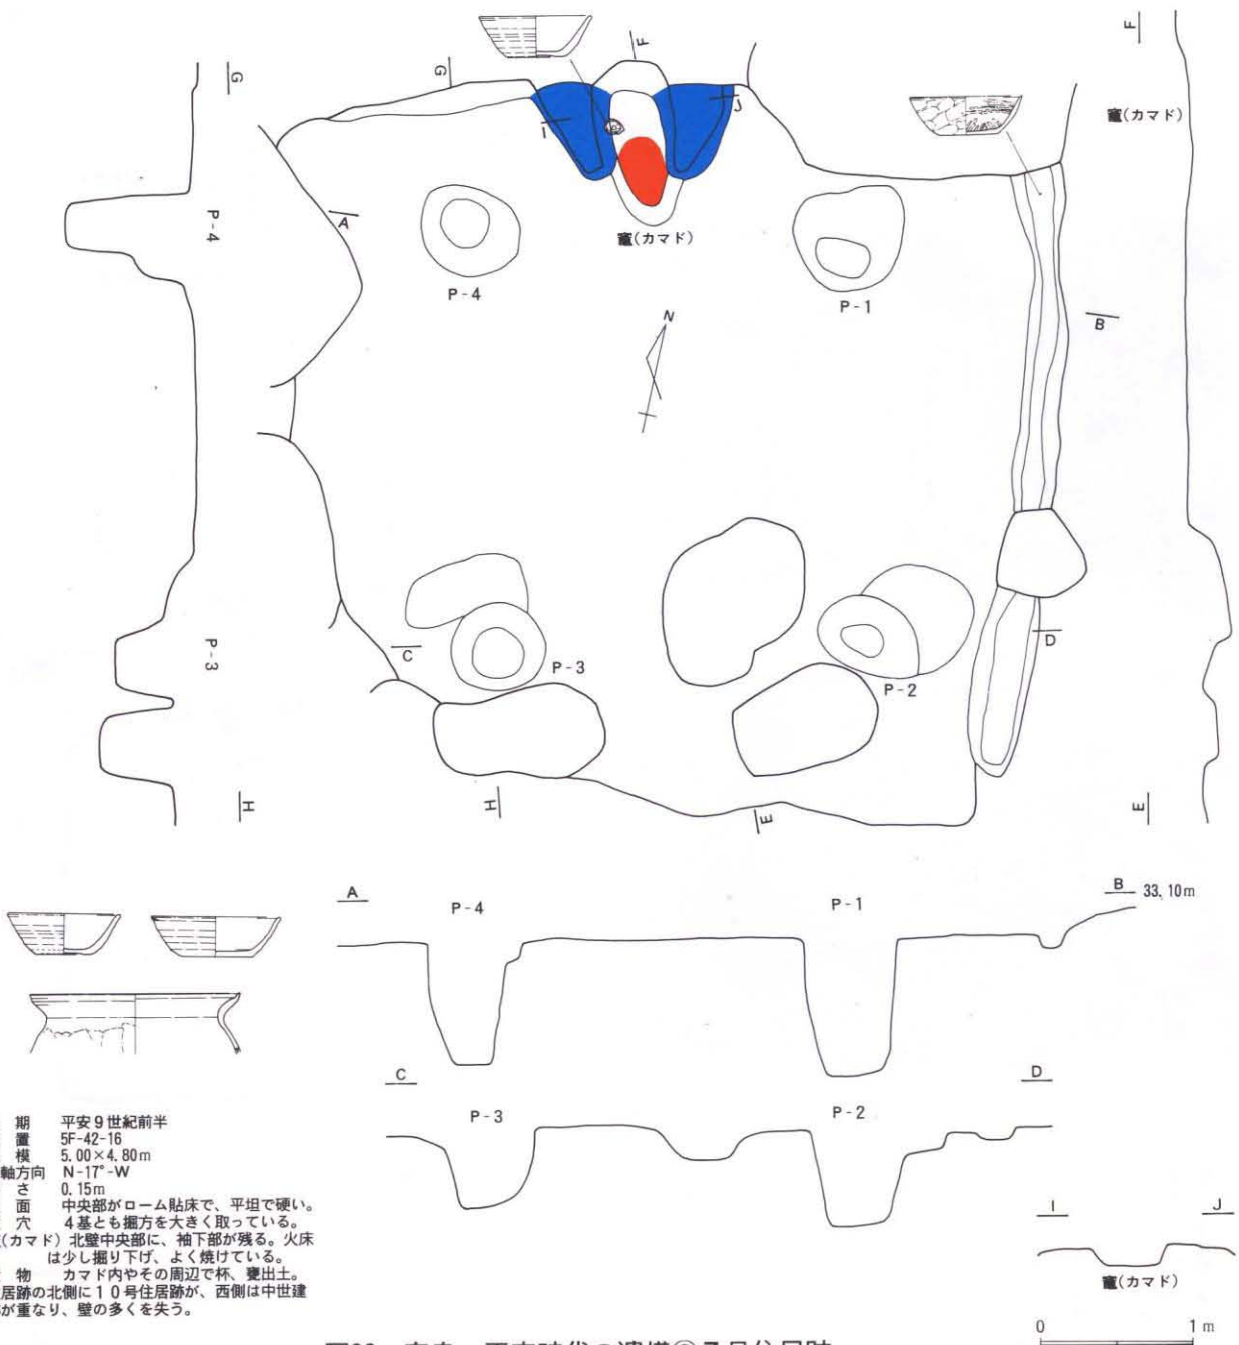 F
F
G
G
J
I
竈(カマド)
P-4
A
竈(カマド)
P-4
P-1
B
N
P-3
C
P-3
D
P-2
H
H
E
E
A
P-4
P-1
B 33.10m
C
D
P-3
P-2
期 平安9世紀前半
置 5F-42-16
模 5.00×4.80m
軸方向 N-17°-W
さ 0.15m
面 中央部がローム貼床で、平坦で硬い。
穴 4基とも掘方を大きく取っている。
(カマド) 北壁中央部に、袖下部が残る。火床
は少し掘り下げ、よく焼けている。
物 カマド内やその周辺で杯、甕出土。
居跡の北側に10号住居跡が、西側は中世建
が重なり、壁の多くを失う。
I
J
竈(カマド)
0 1m